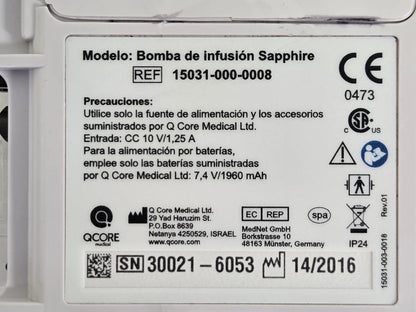 Modelo: Bomba de infusión Sapphire
REF 15031-000-0008
CE
0473
Precauciones:
Utilice solo la fuente de alimentación y los accesorios
suministrados por Q Core Medical Ltd.
Entrada: CC 10 V/1,25 A
Para la alimentación por baterías,
emplee solo las baterías suministradas
por Q Core Medical Ltd: 7,4 V/1960 mAh
C SA US
QCORE
medical
Q Core Medical Ltd.
29 Yad Haruzim St.
P.O.Box 8639
Netanya 4250529, ISRAEL
www.qcore.com
EC REP
MedNet GmbH
Borkstrasse 10
48163 Münster, Germany
spa
IP24
15031-003-0018 Rev.01
SN 30021-6053 14/2016